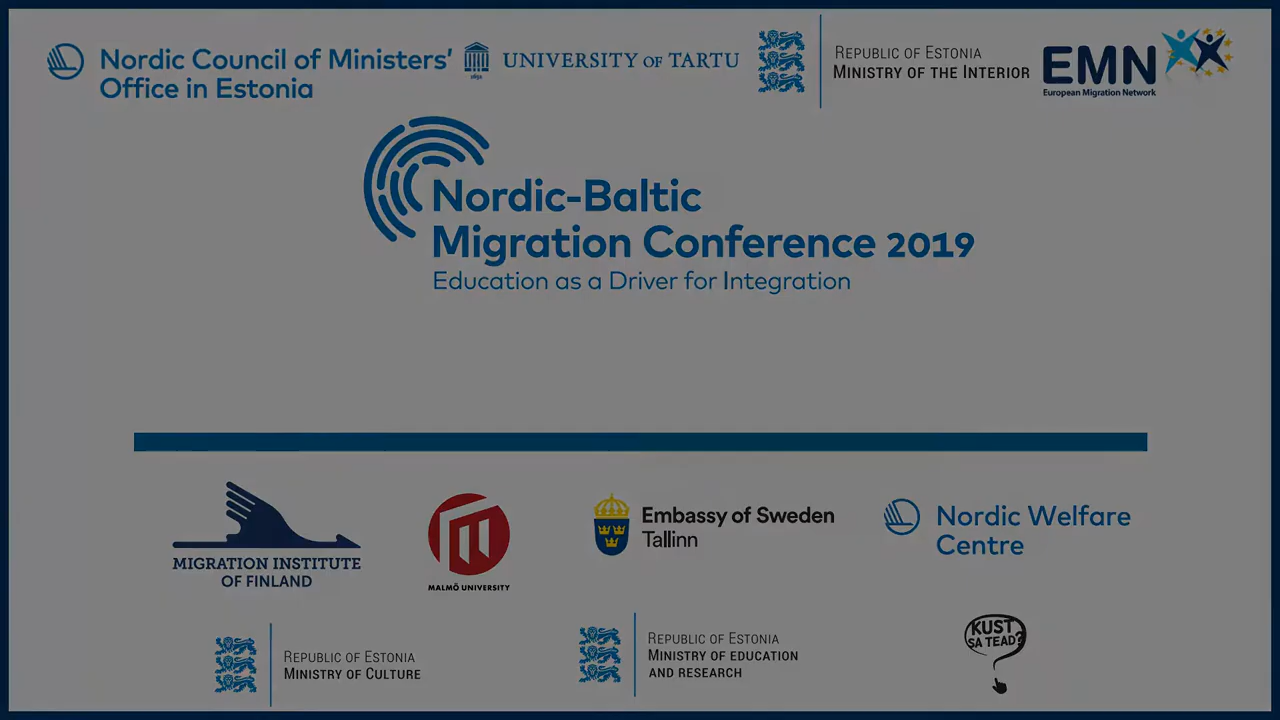 Nordic Council of Ministers'
Office in Estonia
1632
UNIVERSITY OF TARTU
REPUBLIC OF ESTONIA
MINISTRY OF THE INTERIOR
EMN
European Migration Network
Nordic-Baltic
Migration Conference 2019
Education as a Driver for Integration
MIGRATION INSTITUTE
OF FINLAND
MALMÖ UNIVERSITY
Embassy of Sweden
Tallinn
Nordic Welfare
Centre
REPUBLIC OF ESTONIA
MINISTRY OF CULTURE
REPUBLIC OF ESTONIA
MINISTRY OF EDUCATION
AND RESEARCH
KUST
SA TEAD?